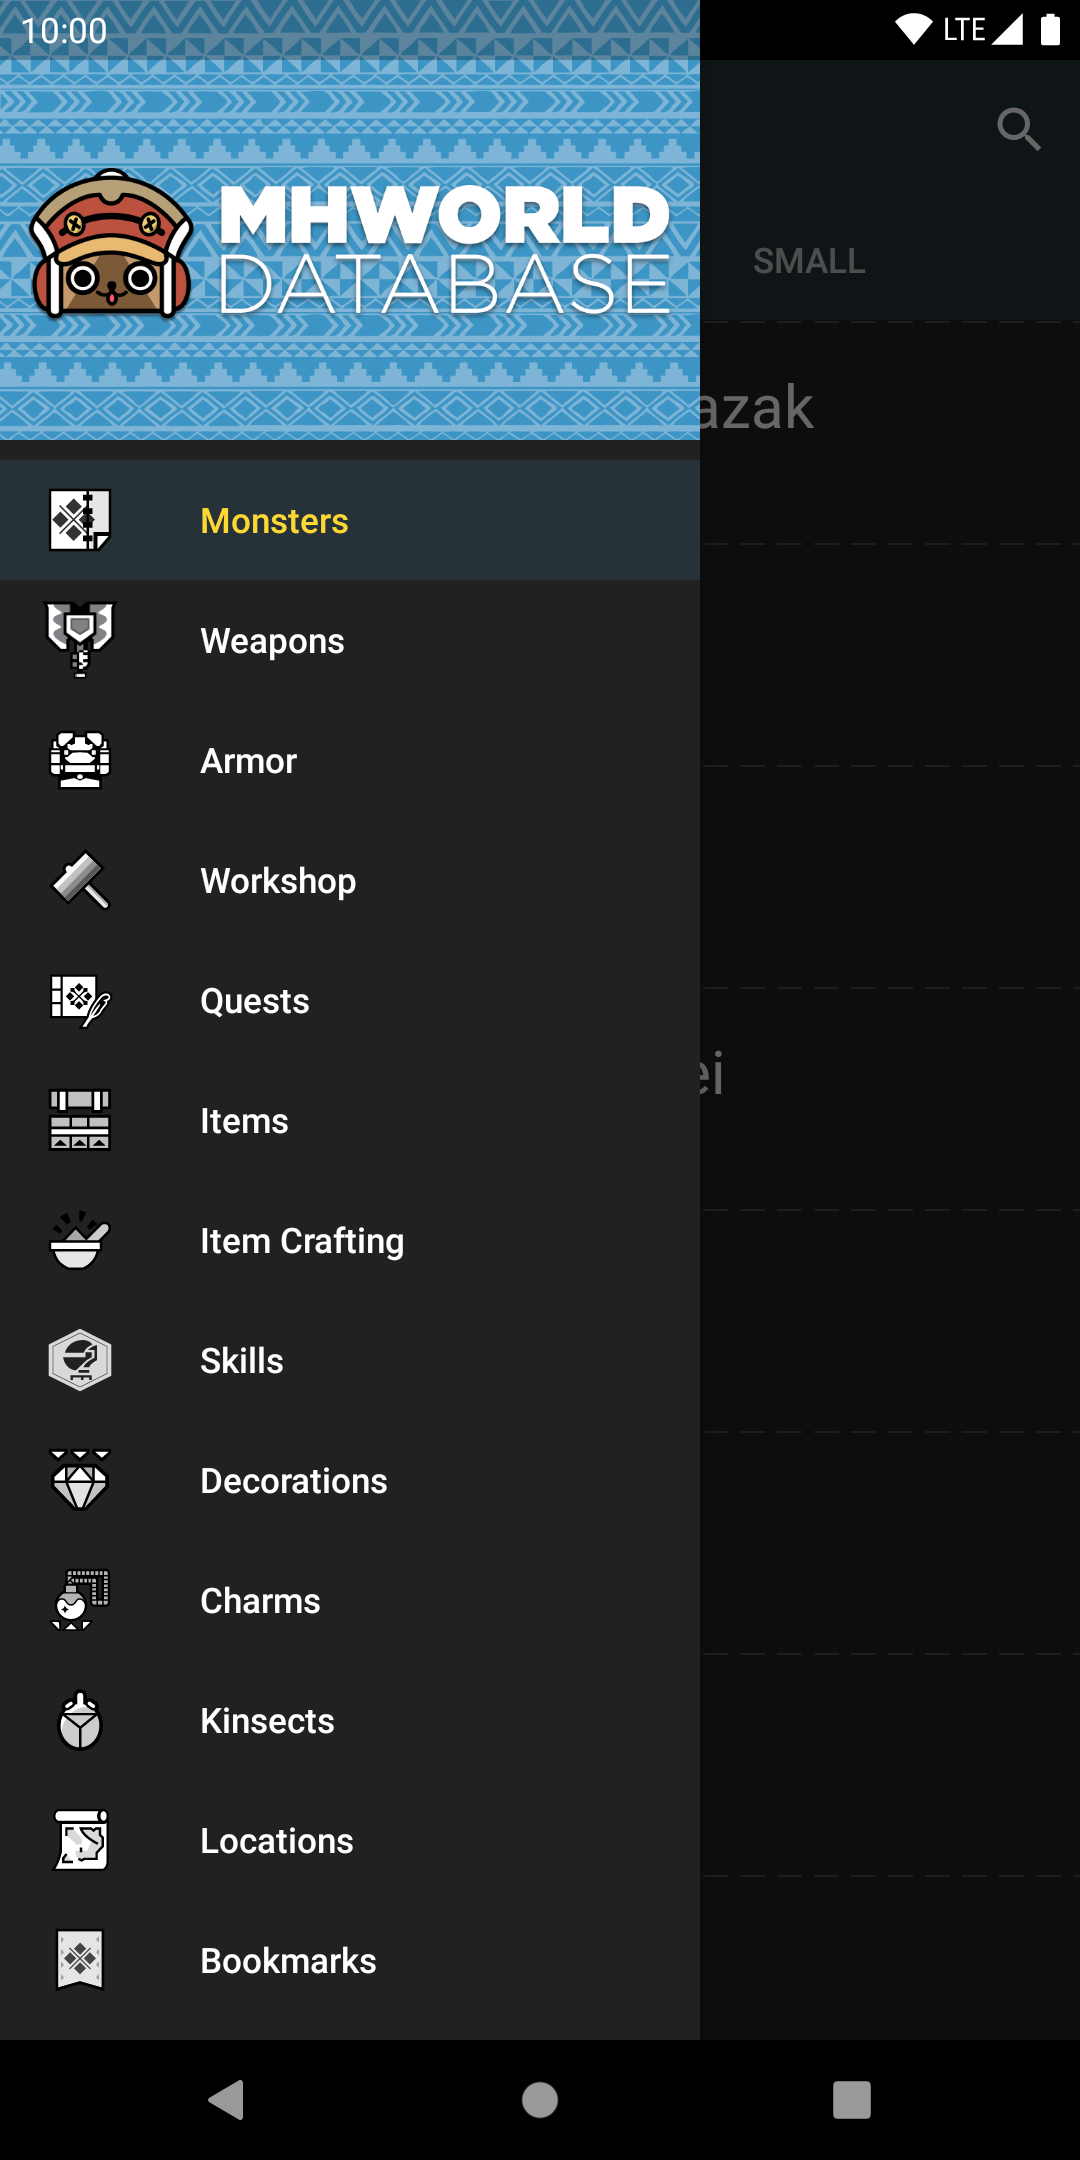 10:00
LTE
MHWORLD
DATABASE
SMALL
azak
Monsters
Weapons
Armor
Workshop
Quests
ei
Items
Item Crafting
Skills
Decorations
Charms
Kinsects
Locations
Bookmarks